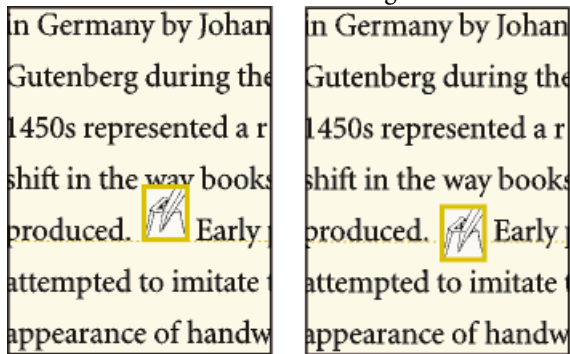 in Germany by Johan
Gutenberg during the
1450s represented a r
shift in the way books
produced. Early
attempted to imitate
appearance of handw
in Germany by Johan
Gutenberg during the
1450s represented a r
shift in the way books
produced. Early
attempted to imitate
appearance of handw